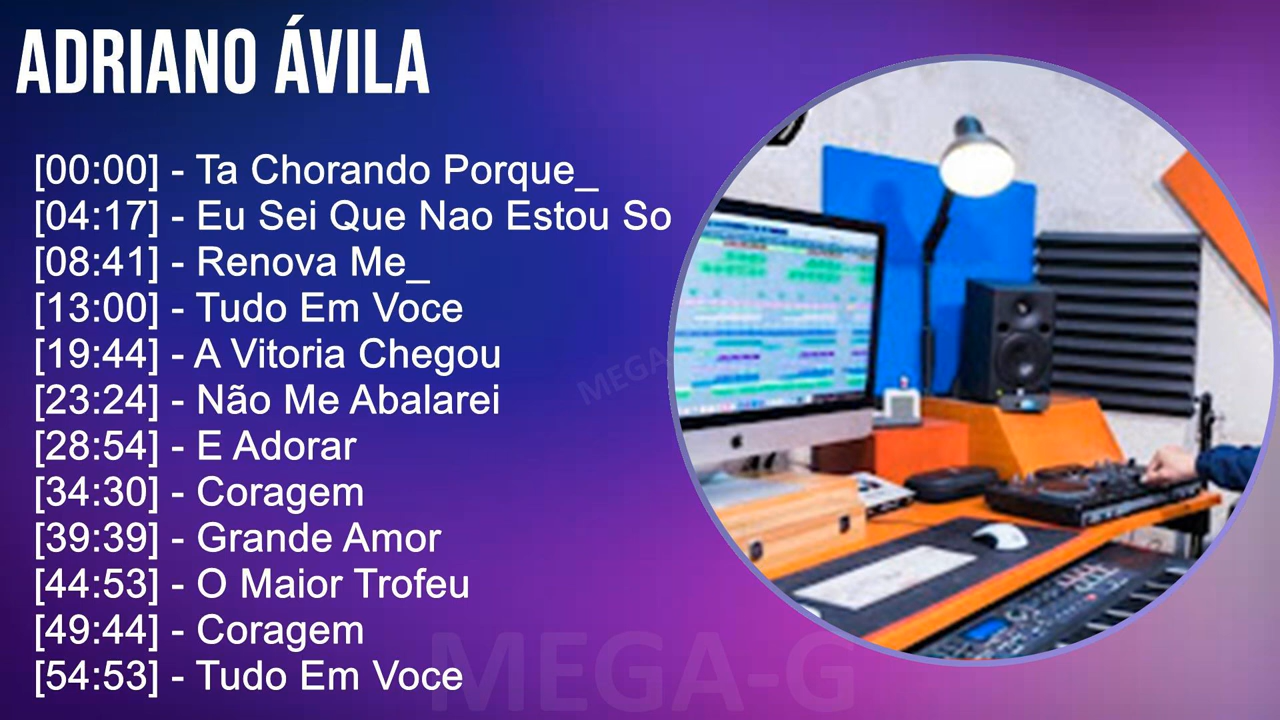 ADRIANO ÁVILA
[00:00] - Ta Chorando Porque_
[04:17] - Eu Sei Que Nao Estou So
[08:41] - Renova Me_
[13:00] - Tudo Em Voce
[19:44] - A Vitoria Chegou
[23:24] - Não Me Abalarei
[28:54] - E Adorar
[34:30] - Coragem
[39:39] - Grande Amor
[44:53] - O Maior Trofeu
[49:44] - Coragem
[54:53] - Tudo Em Voce
MEGA
MEGA-G